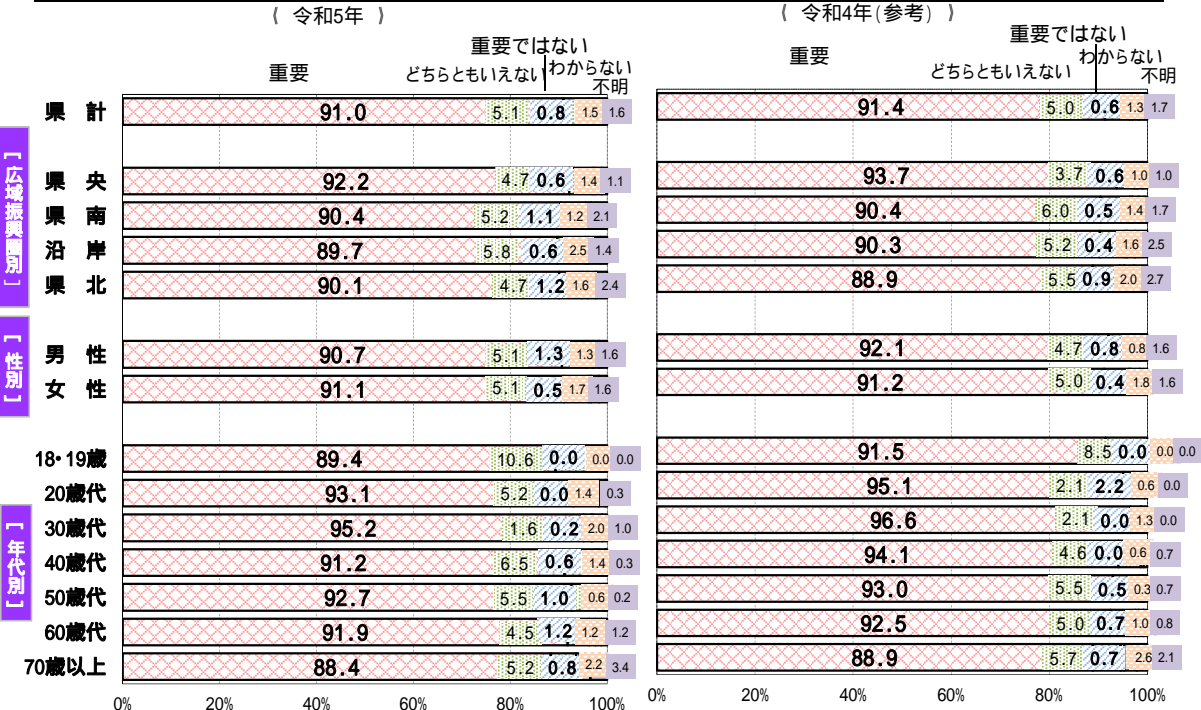 《 令和5年 》
《 令和4年(参考) 》
重要 どちらともいえない 重要ではない わからない 不明
重要 どちらともいえない 重要ではない わからない 不明
県 計 91.0 5.1 0.8 1.5 1.6
91.4 5.0 0.6 1.3 1.7
[広域振興圏別]
県 央 92.2 4.7 0.6 1.4 1.1
93.7 3.7 0.6 1.0 1.0
県 南 90.4 5.2 1.1 1.2 2.1
90.4 6.0 0.5 1.4 1.7
沿 岸 89.7 5.8 0.6 2.5 1.4
90.3 5.2 0.4 1.6 2.5
県 北 90.1 4.7 1.2 1.6 2.4
88.9 5.5 0.9 2.0 2.7
[性別]
男 性 90.7 5.1 1.3 1.3 1.6
92.1 4.7 0.8 0.8 1.6
女 性 91.1 5.1 0.5 1.7 1.6
91.2 5.0 0.4 1.8 1.6
[年代別]
18・19歳 89.4 10.6 0.0 0.0 0.0
91.5 8.5 0.0 0.0 0.0
20歳代 93.1 5.2 0.0 1.4 0.3
95.1 2.1 2.2 0.6 0.0
30歳代 95.2 1.6 0.2 2.0 1.0
96.6 2.1 0.0 1.3 0.0
40歳代 91.2 6.5 0.6 1.4 0.3
94.1 4.6 0.0 0.6 0.7
50歳代 92.7 5.5 1.0 0.6 0.2
93.0 5.5 0.5 0.3 0.7
60歳代 91.9 4.5 1.2 1.2 1.2
92.5 5.0 0.7 1.0 0.8
70歳以上 88.4 5.2 0.8 2.2 3.4
88.9 5.7 0.7 2.6 2.1
0% 20% 40% 60% 80% 100%
0% 20% 40% 60% 80% 100%